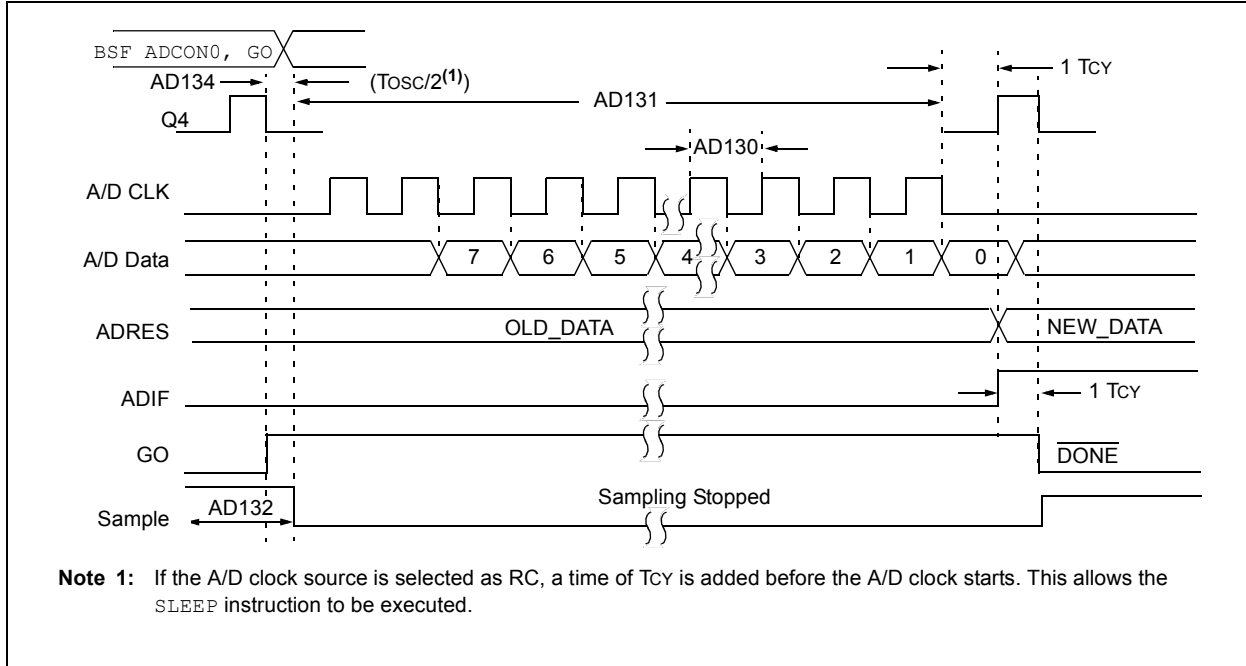 BSF ADCON0, GO
AD134 (TOSC/2(1)) 1 TCY
AD131
Q4
AD130
A/D CLK
A/D Data 7 6 5 4 3 2 1 0
ADRES OLD_DATA NEW_DATA
ADIF 1 TCY
GO DONE
Sampling Stopped
AD132
Sample
Note 1: If the A/D clock source is selected as RC, a time of TCY is added before the A/D clock starts. This allows the
SLEEP instruction to be executed.